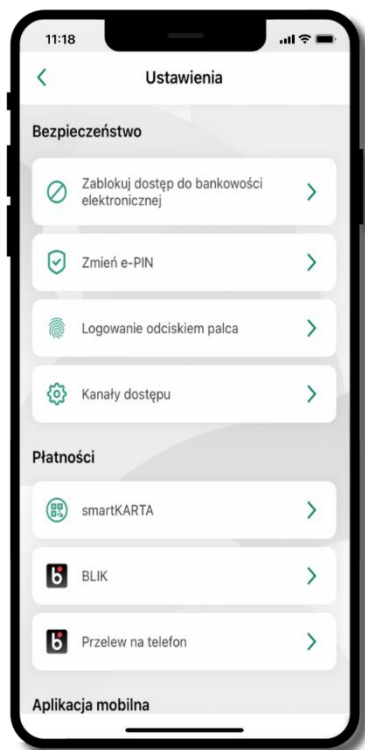 11:18
Ustawienia
Bezpieczeństwo
Zablokuj dostęp do bankowości
elektronicznej
Zmień e-PIN
Logowanie odciskiem palca
Kanały dostępu
Płatności
smartKARTA
BLIK
Przelew na telefon
Aplikacja mobilna